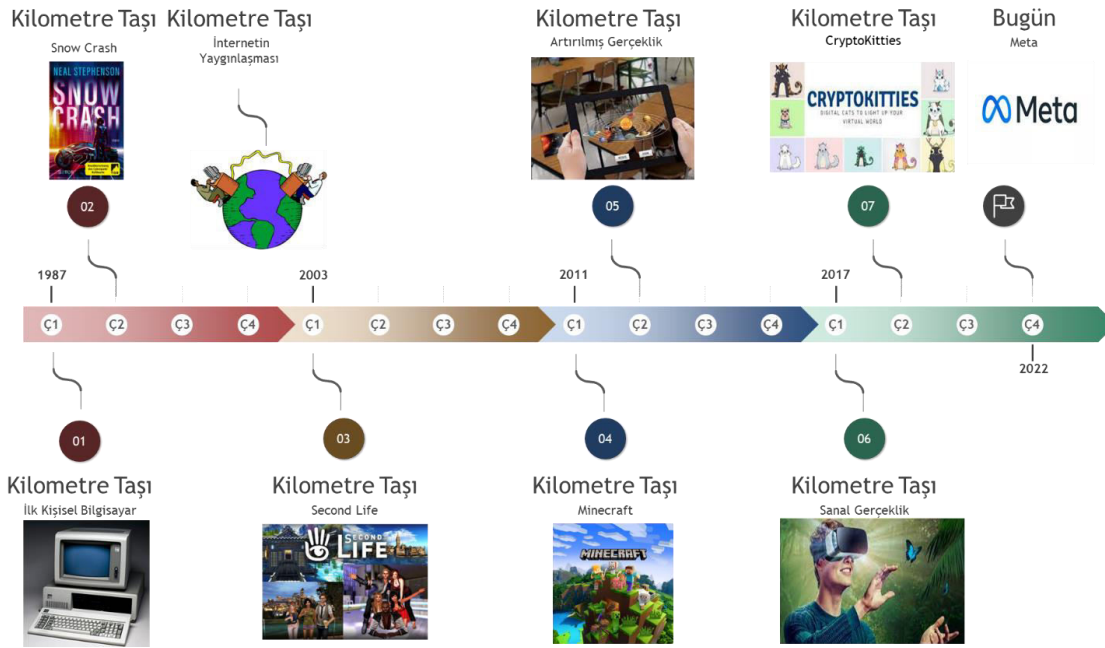 Kilometre Taşı
Snow Crash
NEAL STEPHENSON
SNOW
CRASH
02
Kilometre Taşı
İnternetin
Yaygınlaşması
Kilometre Taşı
Artırılmış Gerçeklik
05
Kilometre Taşı
CryptoKitties
CRYPTOKITTIES
DIGITAL CATS TO LIGHT UP YOUR
VIRTUAL WORLD
07
Bugün
Meta
Meta
1987
2003
2011
2017
Ç1 Ç2 Ç3 Ç4 Ç1 Ç2 Ç3 Ç4 Ç1 Ç2 Ç3 Ç4 Ç1 Ç2 Ç3 Ç4
2022
01
Kilometre Taşı
İlk Kişisel Bilgisayar
03
Kilometre Taşı
Second Life
SECOND
LIFE
04
Kilometre Taşı
Minecraft
MINECRAFT
06
Kilometre Taşı
Sanal Gerçeklik